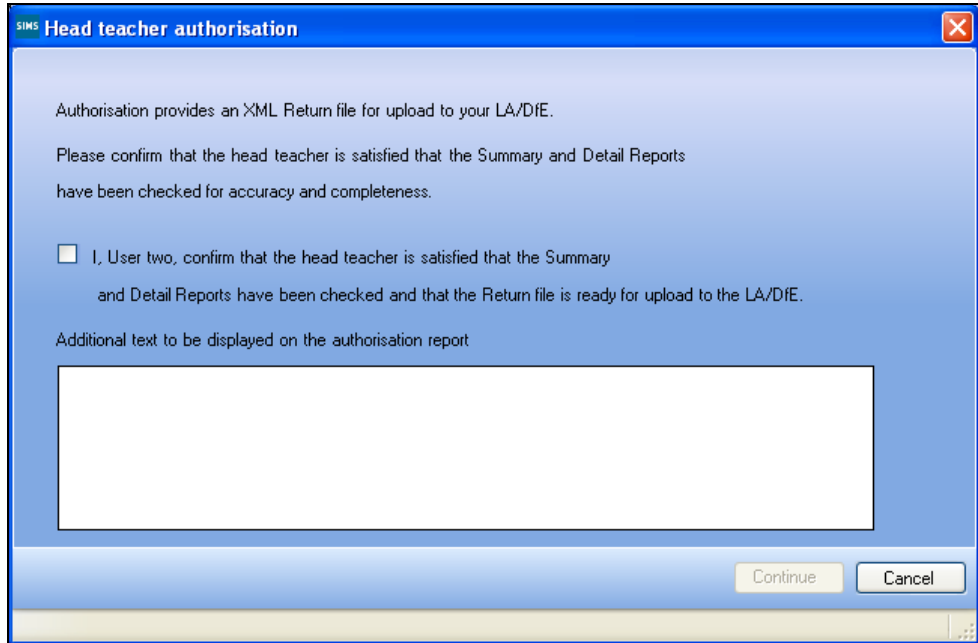 SIMS Head teacher authorisation
Authorisation provides an XML Return file for upload to your LA/DfE.
Please confirm that the head teacher is satisfied that the Summary and Detail Reports
have been checked for accuracy and completeness.
I, User two, confirm that the head teacher is satisfied that the Summary
and Detail Reports have been checked and that the Return file is ready for upload to the LA/DfE.
Additional text to be displayed on the authorisation report
Continue Cancel